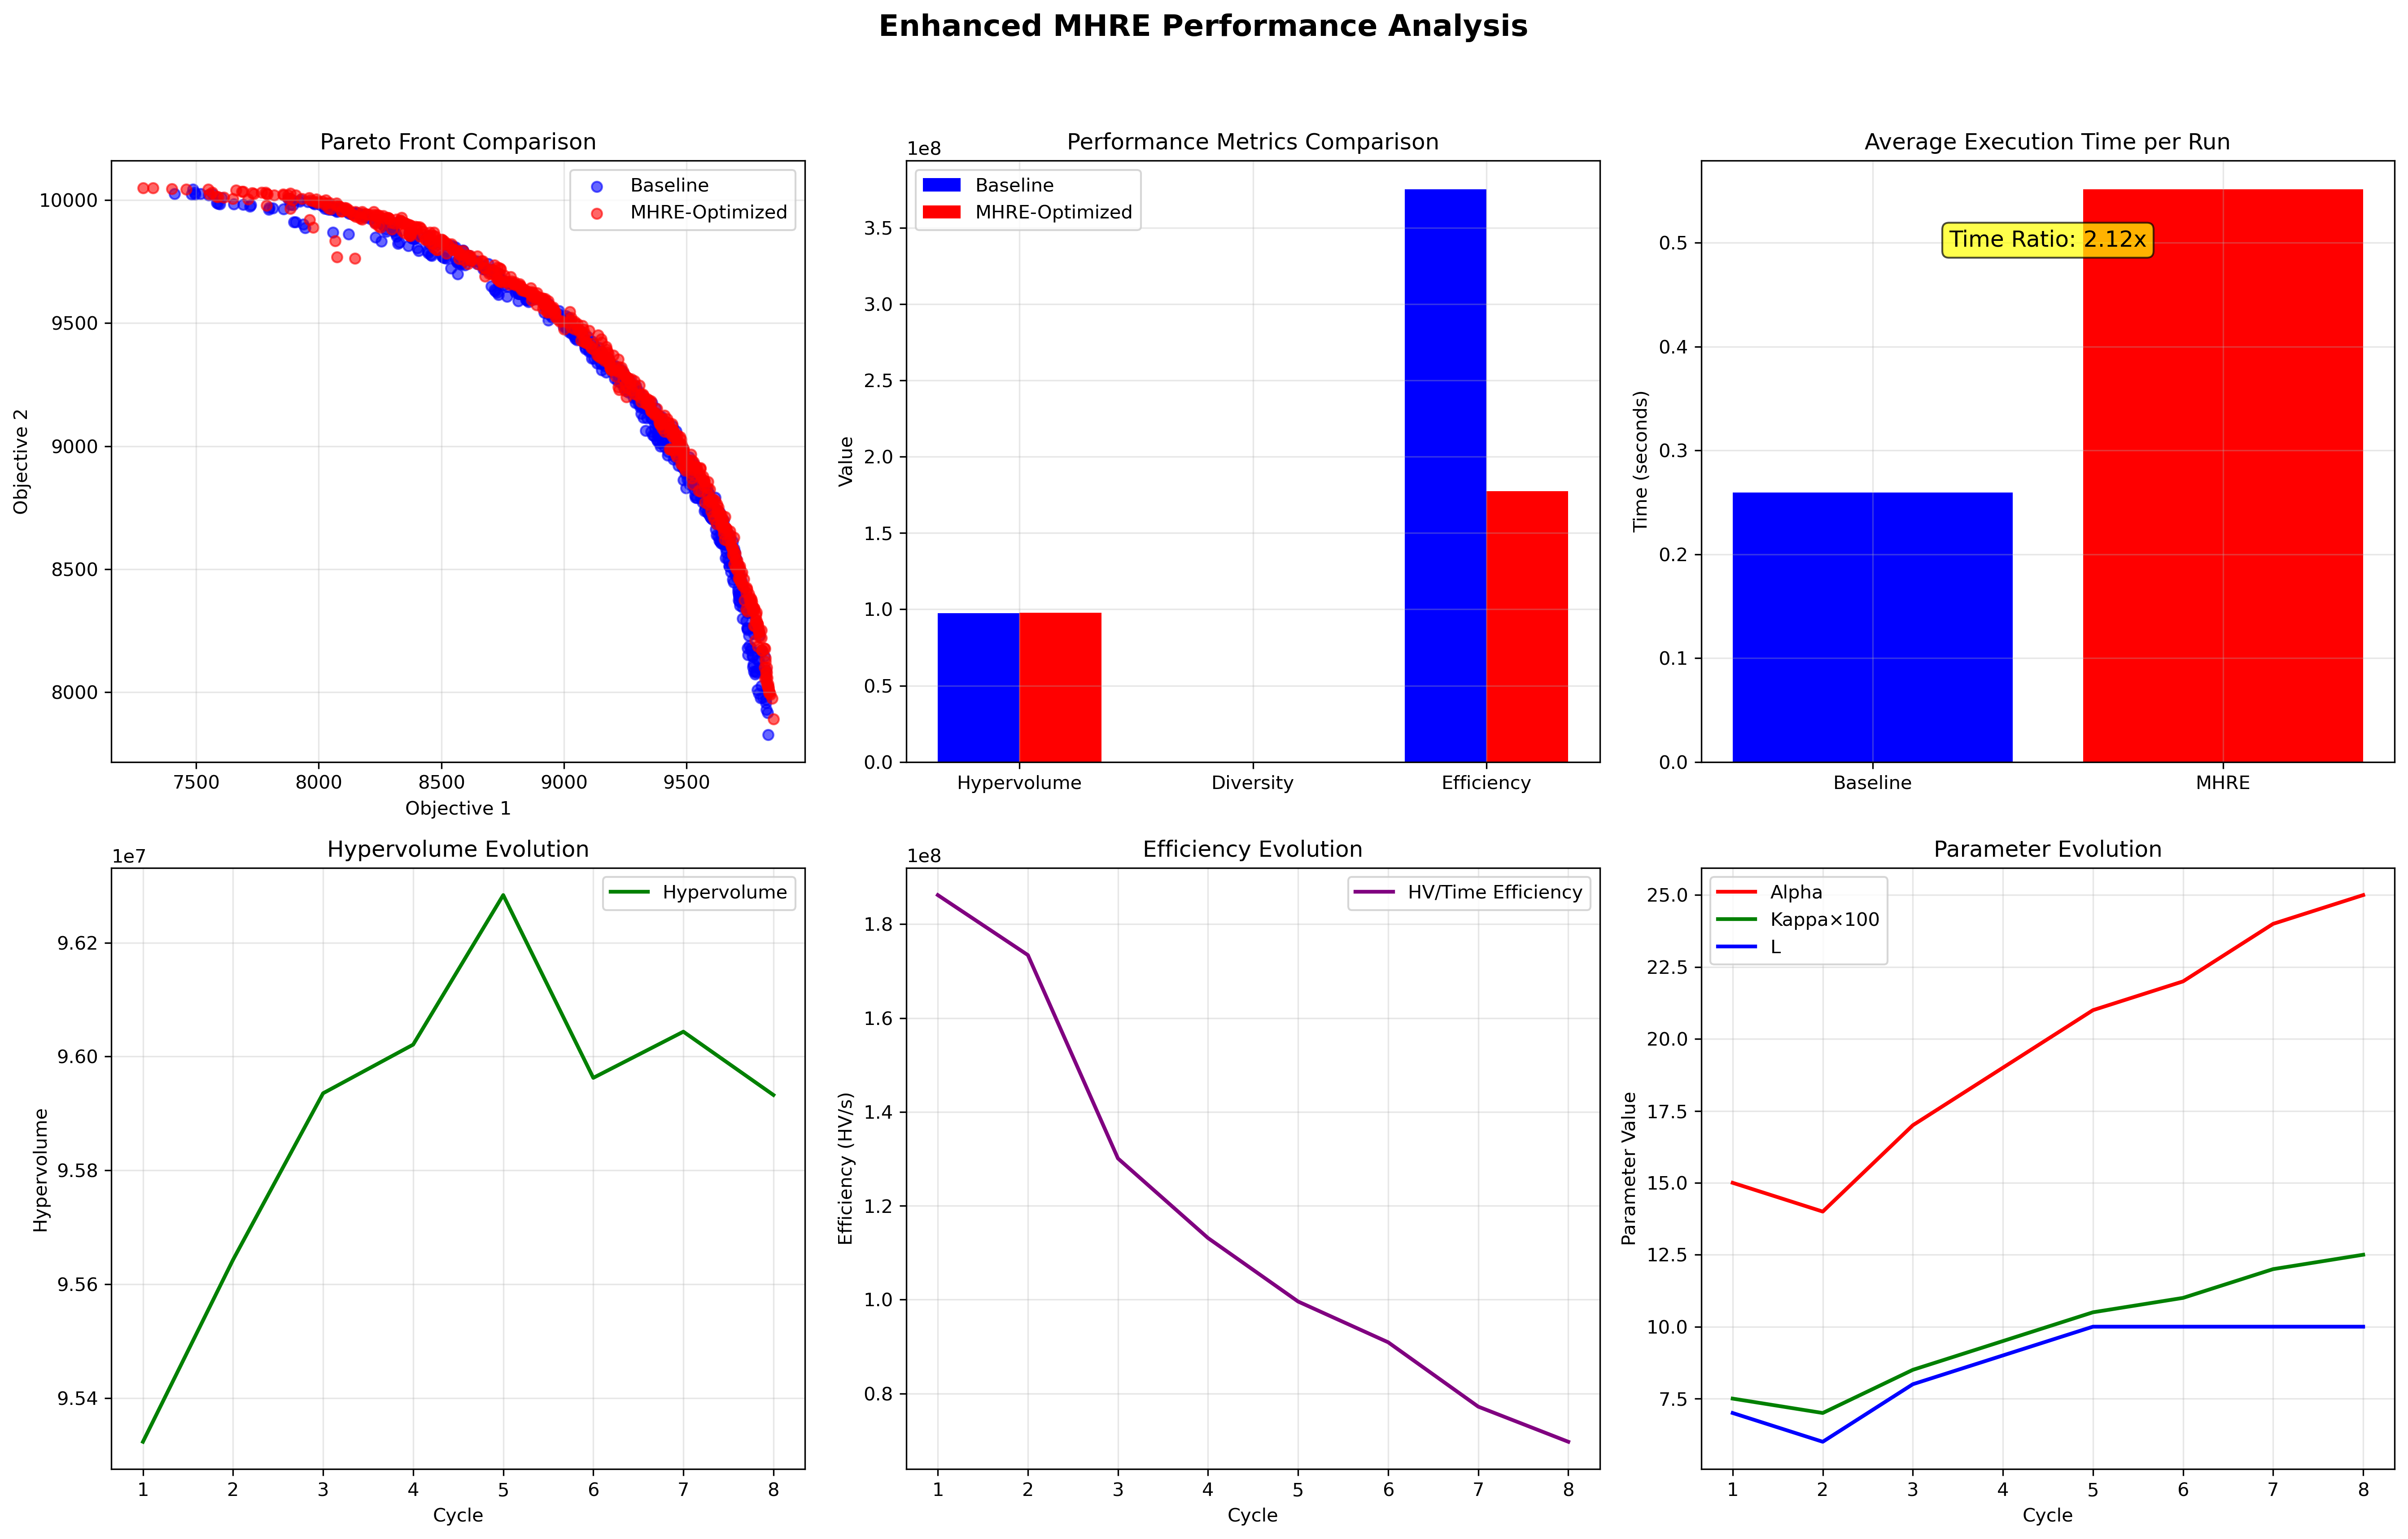 Enhanced MHRE Performance Analysis
Pareto Front Comparison
Baseline
MHRE-Optimized
10000
9500
9000
8500
8000
Objective 2
7500 8000 8500 9000 9500
Objective 1
Performance Metrics Comparison
1e8
Baseline
MHRE-Optimized
3.5
3.0
2.5
2.0
1.5
1.0
0.5
0.0
Value
Hypervolume Diversity Efficiency
Average Execution Time per Run
Time Ratio: 2.12x
0.5
0.4
0.3
0.2
0.1
0.0
Time (seconds)
Baseline MHRE
Hypervolume Evolution
1e7
Hypervolume
9.62
9.60
9.58
9.56
9.54
Hypervolume
1 2 3 4 5 6 7 8
Cycle
Efficiency Evolution
1e8
HV/Time Efficiency
1.8
1.6
1.4
1.2
1.0
0.8
Efficiency (HV/s)
1 2 3 4 5 6 7 8
Cycle
Parameter Evolution
Alpha
Kappa×100
L
25.0
22.5
20.0
17.5
15.0
12.5
10.0
7.5
Parameter Value
1 2 3 4 5 6 7 8
Cycle